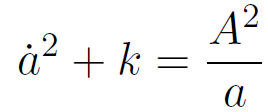 ȧ² + k = A²/a